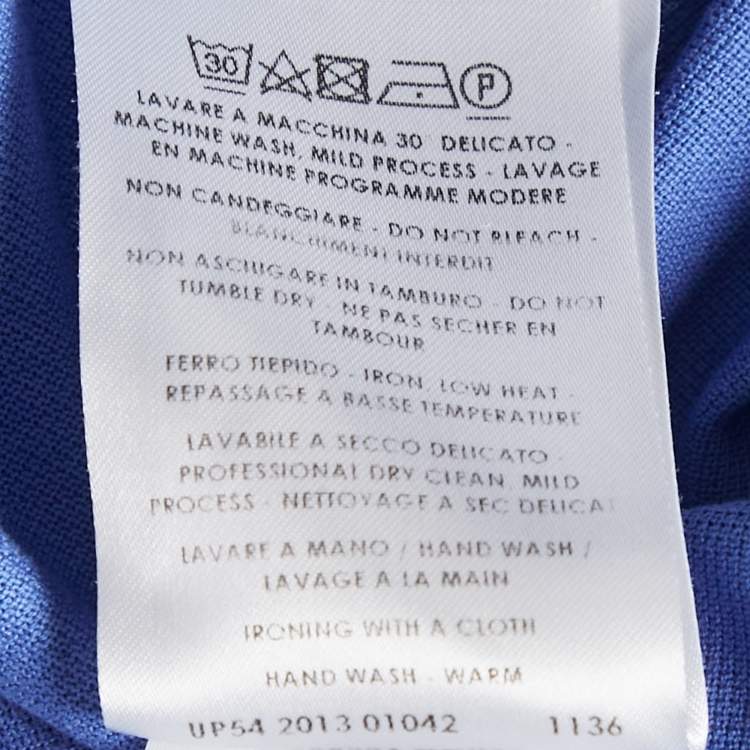 30 P
LAVARE A MACCHINA 30° DELICATO -
MACHINE WASH, MILD PROCESS - LAVAGE
EN MACHINE PROGRAMME MODERE
NON CANDEGGIARE - DO NOT BLEACH -
BLANCHIMENT INTERDIT
NON ASCIUGARE IN TAMBURO - DO NOT
TUMBLE DRY - NE PAS SECHER EN
TAMBOUR
FERRO TIEPIDO - IRON, LOW HEAT -
REPASSAGE A BASSE TEMPERATURE
LAVABILE A SECCO DELICATO -
PROFESSIONAL DRY CLEAN, MILD
PROCESS - NETTOYAGE A SEC DELICAT
LAVARE A MANO / HAND WASH /
LAVAGE A LA MAIN
IRONING WITH A CLOTH
HAND WASH - WARM
UP54 2013 01042 1136